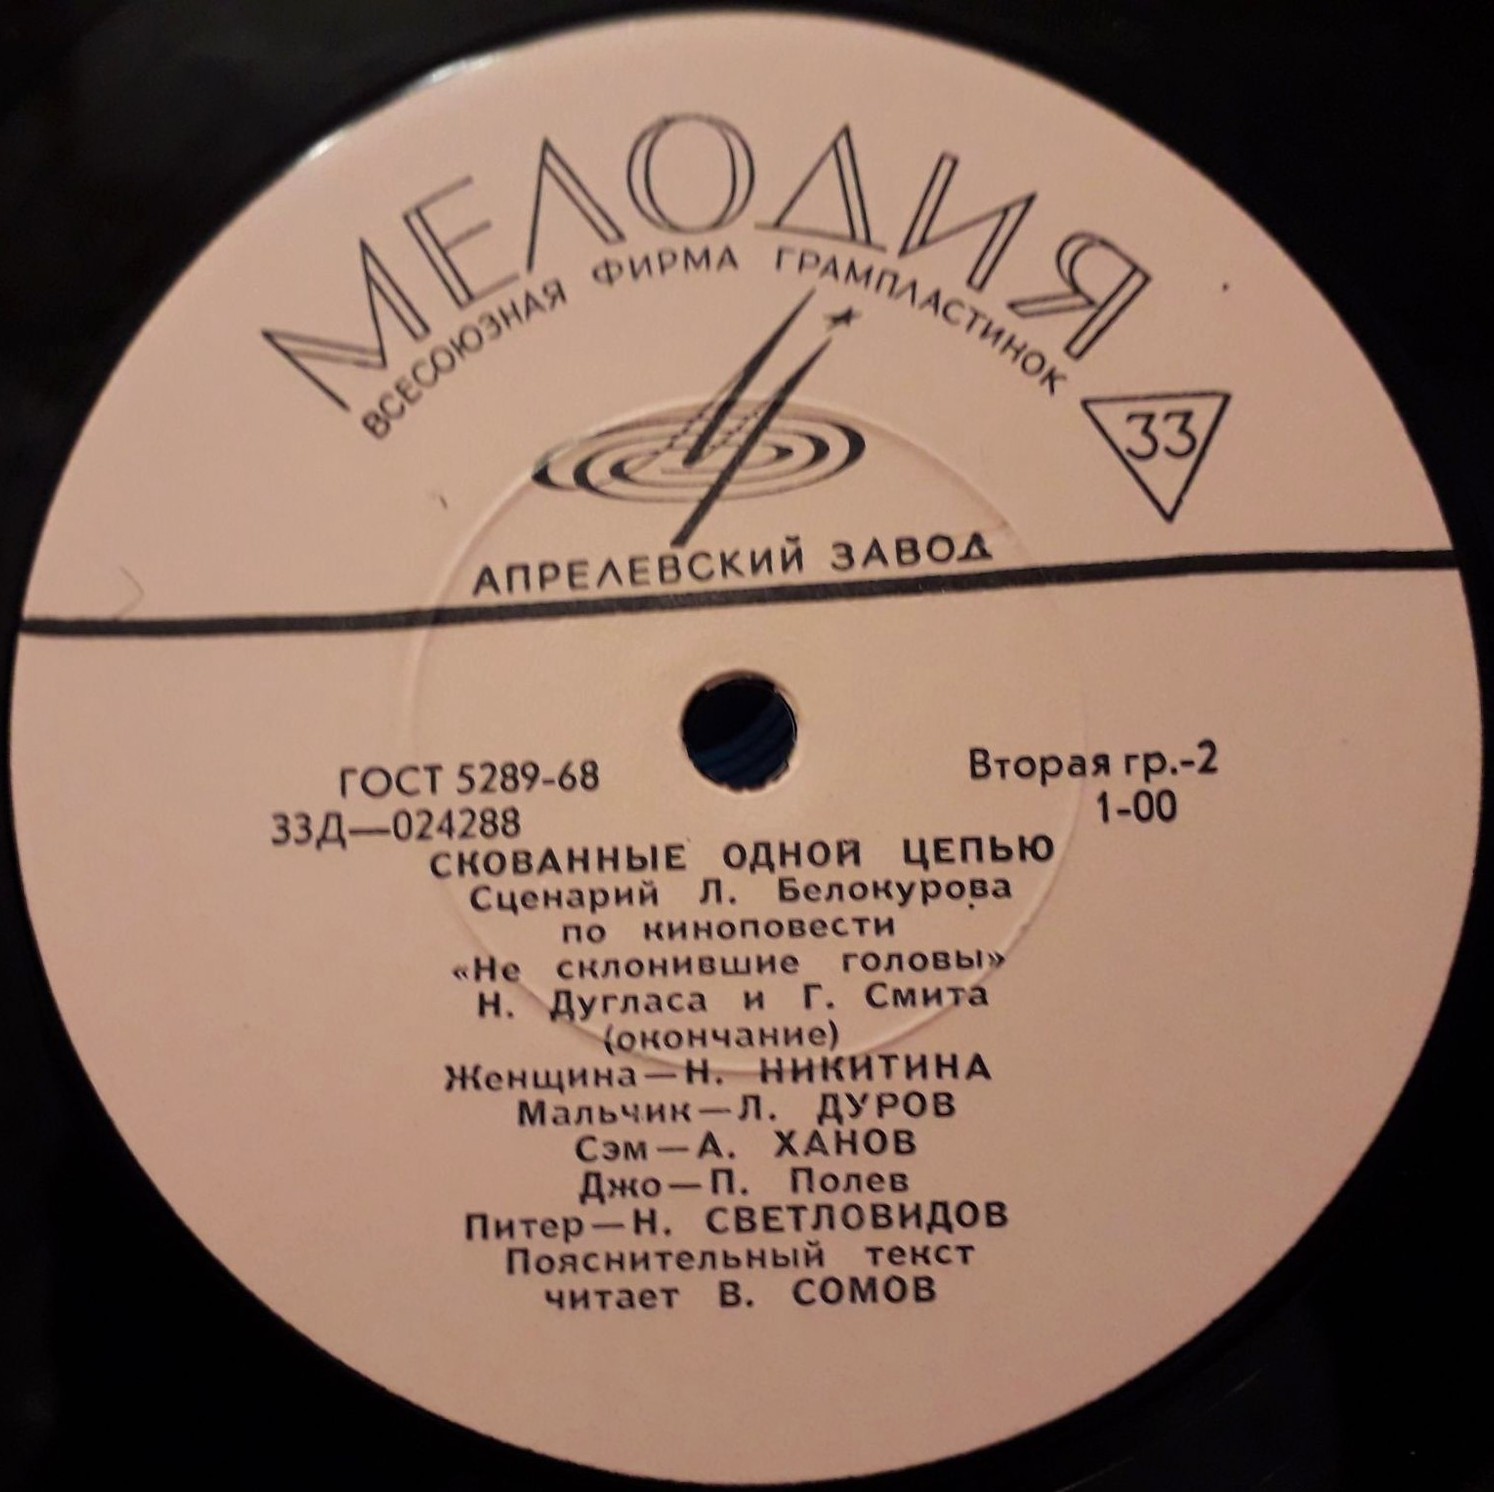 МЕЛОДИЯ
ВСЕСОЮЗНАЯ ФИРМА ГРАМПЛАСТИНОК
33
АПРЕЛЕВСКИЙ ЗАВОД
ГОСТ 5289-68
Вторая гр.-2
33Д—024288
1-00
СКОВАННЫЕ ОДНОЙ ЦЕПЬЮ
Сценарий Л. Белокурова
по киноповести
«Не склонившие головы»
Н. Дугласа и Г. Смита
(окончание)
Женщина—Н. НИКИТИНА
Мальчик—Л. ДУРОВ
Сэм—А. ХАНОВ
Джо—П. Полев
Питер—Н. СВЕТЛОВИДОВ
Пояснительный текст
читает В. СОМОВ